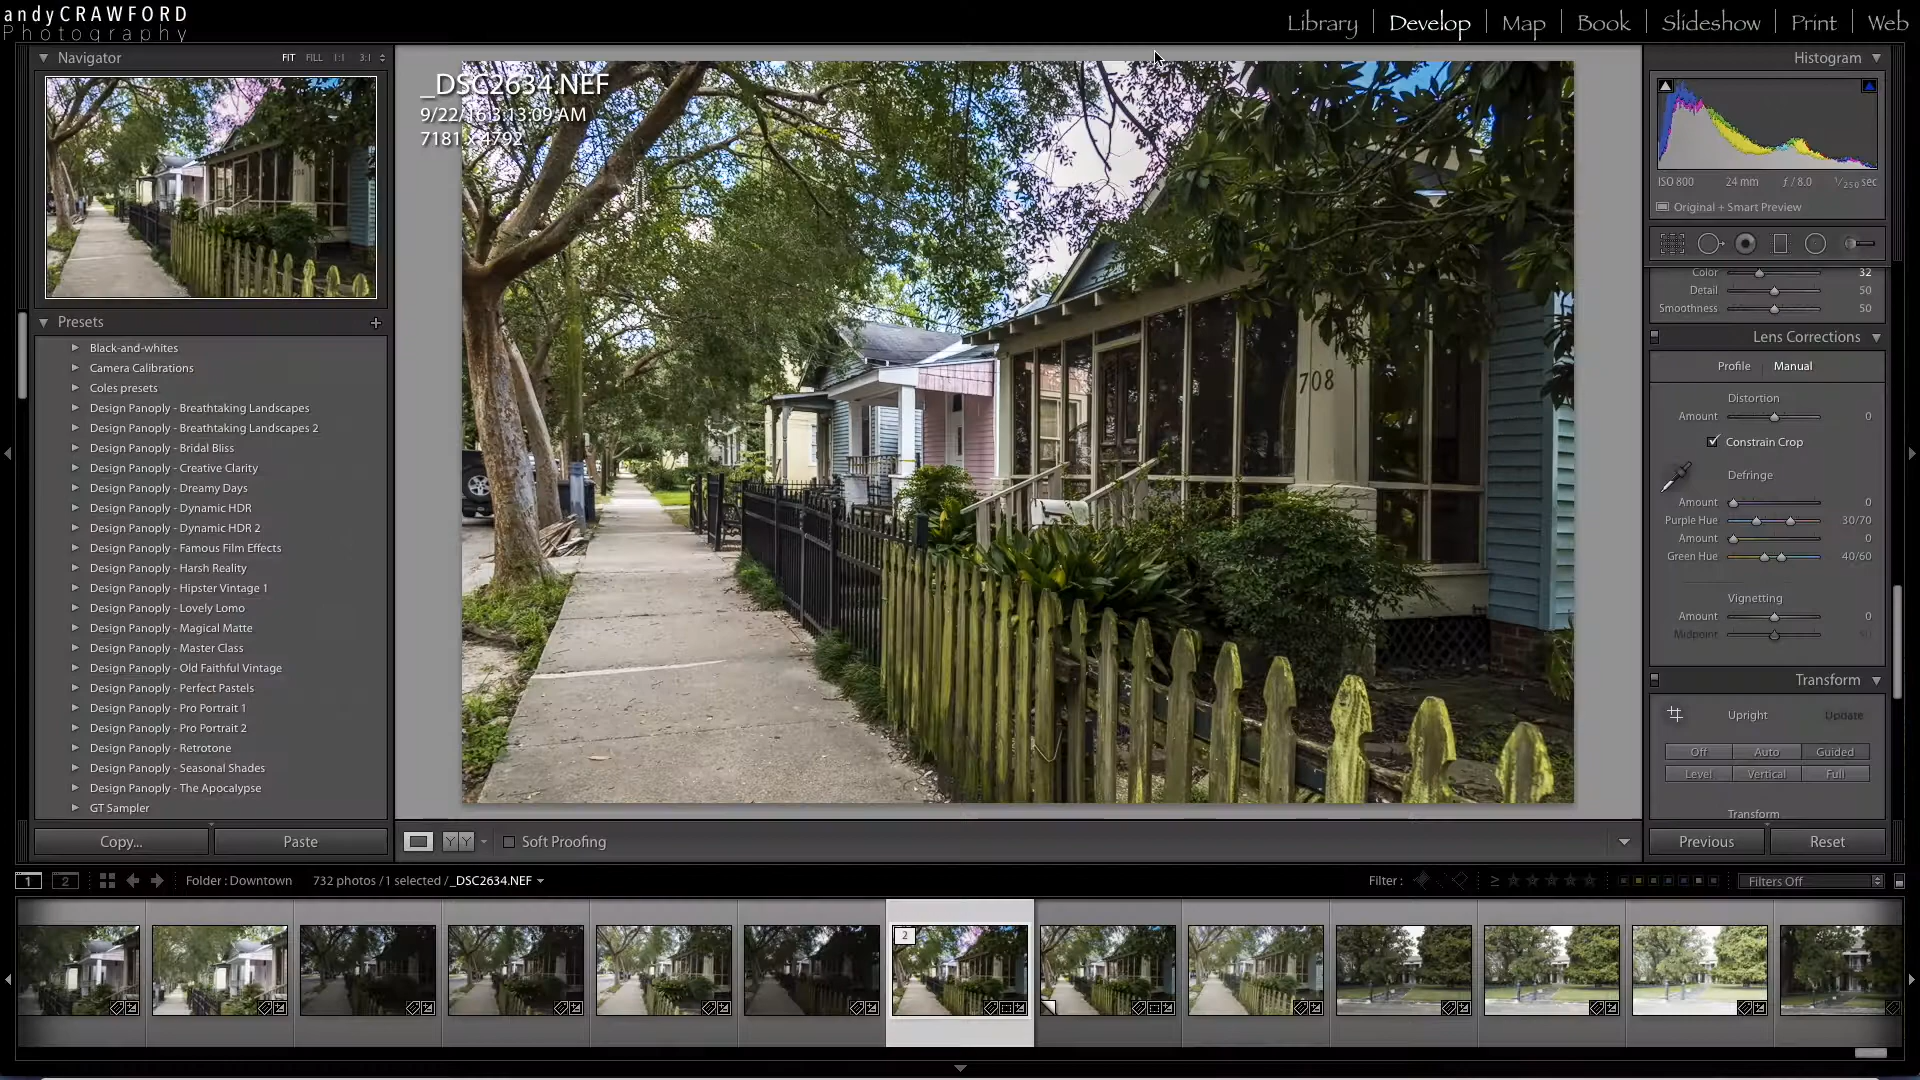 andyCRAWFORD
Photography
Library | Develop | Map | Book | Slideshow | Print | Web
Navigator FIT FILL 1:1 3:1
Presets +
Black-and-whites
Camera Calibrations
Coles presets
Design Panoply - Breathtaking Landscapes
Design Panoply - Breathtaking Landscapes 2
Design Panoply - Bridal Bliss
Design Panoply - Creative Clarity
Design Panoply - Dreamy Days
Design Panoply - Dynamic HDR
Design Panoply - Dynamic HDR 2
Design Panoply - Famous Film Effects
Design Panoply - Harsh Reality
Design Panoply - Hipster Vintage 1
Design Panoply - Lovely Lomo
Design Panoply - Magical Matte
Design Panoply - Master Class
Design Panoply - Old Faithful Vintage
Design Panoply - Perfect Pastels
Design Panoply - Pro Portrait 1
Design Panoply - Pro Portrait 2
Design Panoply - Retrotone
Design Panoply - Seasonal Shades
Design Panoply - The Apocalypse
GT Sampler
Copy... Paste
_DSC2634.NEF
9/22/16 3:13:09 AM
7181 x 4792
708
Soft Proofing
Histogram
ISO 800 24 mm ƒ / 8.0 1/250 sec
Original + Smart Preview
Color 32
Detail 50
Smoothness 50
Lens Corrections
Profile Manual
Distortion
Amount 0
Constrain Crop
Defringe
Amount 0
Purple Hue 30/70
Amount 0
Green Hue 40/60
Vignetting
Amount 0
Midpoint 50
Transform
Upright Update
Off Auto Guided
Level Vertical Full
Transform
Previous Reset
1 2 Folder : Downtown 732 photos / 1 selected / _DSC2634.NEF Filter : ≥ Filters Off
2